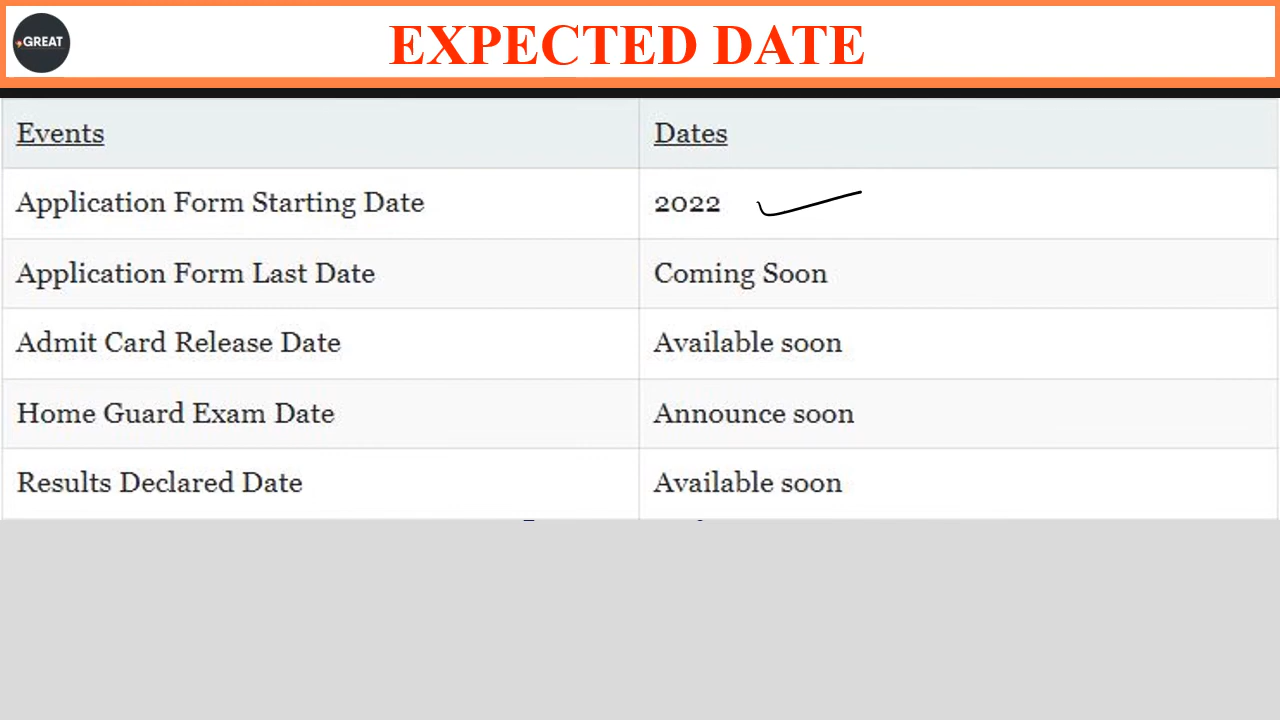 GREAT
EXPECTED DATE
Events Dates
Application Form Starting Date 2022
Application Form Last Date Coming Soon
Admit Card Release Date Available soon
Home Guard Exam Date Announce soon
Results Declared Date Available soon